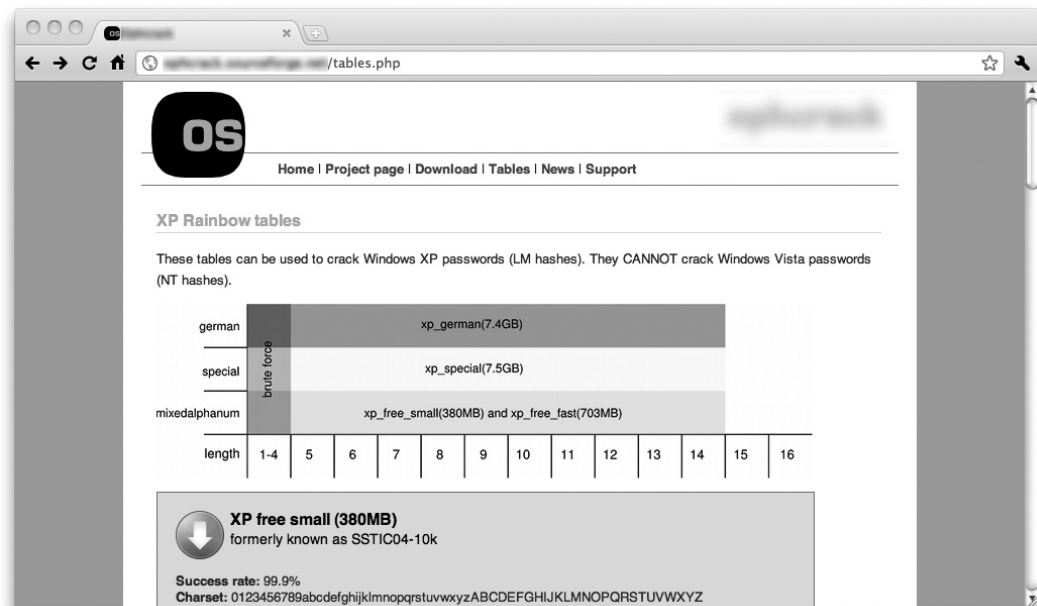 OS
/tables.php
OS
Home | Project page | Download | Tables | News | Support
XP Rainbow tables
These tables can be used to crack Windows XP passwords (LM hashes). They CANNOT crack Windows Vista passwords
(NT hashes).
german
xp_german(7.4GB)
special
xp_special(7.5GB)
brute force
mixedalphanum
xp_free_small(380MB) and xp_free_fast(703MB)
length 1-4 5 6 7 8 9 10 11 12 13 14 15 16
XP free small (380MB)
formerly known as SSTIC04-10k
Success rate: 99.9%
Charset: 0123456789abcdefghijklmnopqrstuvwxyzABCDEFGHIJKLMNOPQRSTUVWXYZ